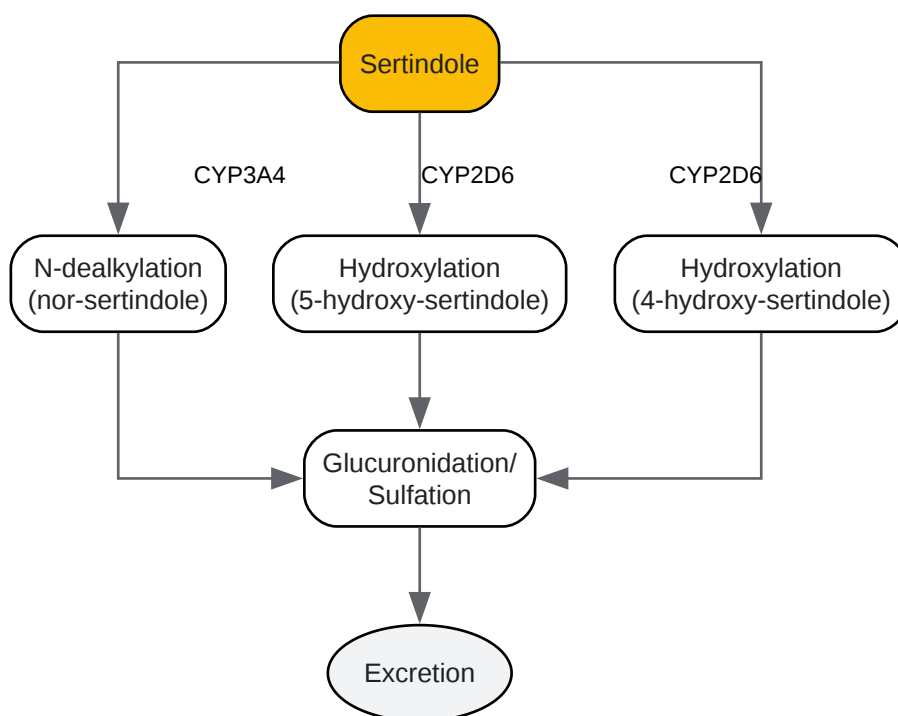 Sertindole
CYP3A4
CYP2D6
CYP2D6
N-dealkylation
(nor-sertindole)
Hydroxylation
(5-hydroxy-sertindole)
Hydroxylation
(4-hydroxy-sertindole)
Glucuronidation/
Sulfation
Excretion